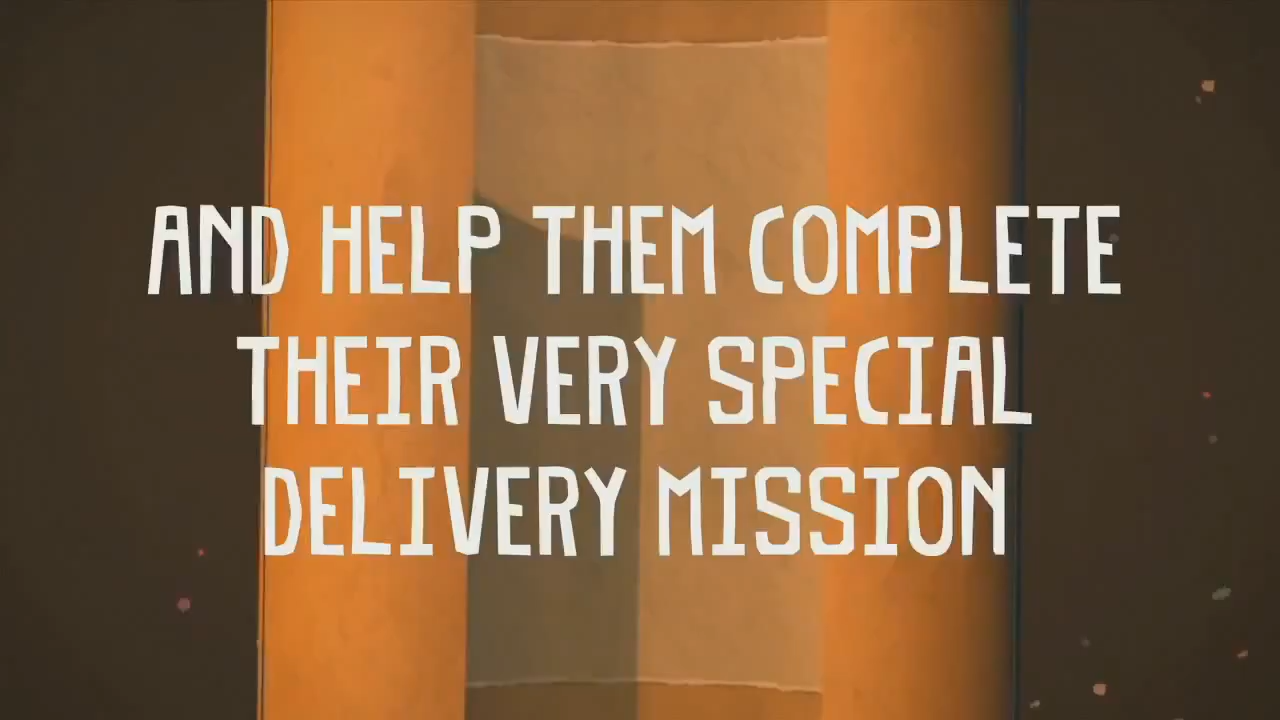 AND HELP THEM COMPLETE
THEIR VERY SPECIAL
DELIVERY MISSION